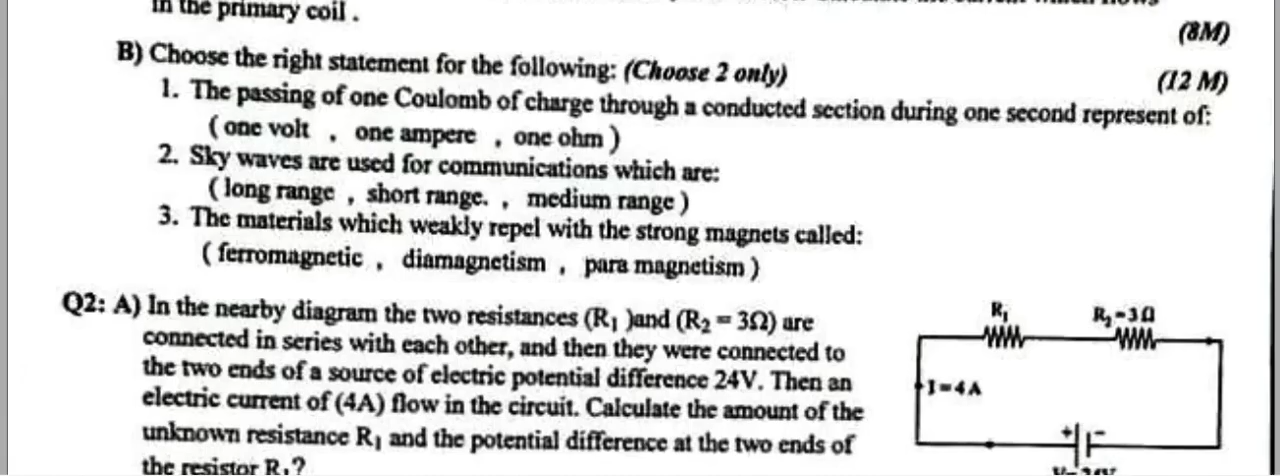 in the primary coil .
(8M)
B) Choose the right statement for the following: (Choose 2 only) (12 M)
1. The passing of one Coulomb of charge through a conducted section during one second represent of:
( one volt , one ampere , one ohm )
2. Sky waves are used for communications which are:
( long range , short range. , medium range )
3. The materials which weakly repel with the strong magnets called:
( ferromagnetic , diamagnetism , para magnetism )
Q2: A) In the nearby diagram the two resistances (R₁ )and (R₂ = 3Ω) are
connected in series with each other, and then they were connected to
the two ends of a source of electric potential difference 24V. Then an
electric current of (4A) flow in the circuit. Calculate the amount of the
unknown resistance R₁ and the potential difference at the two ends of
the resistor R₁?
R₁
R₂=3Ω
I=4A
+ -
V=24V